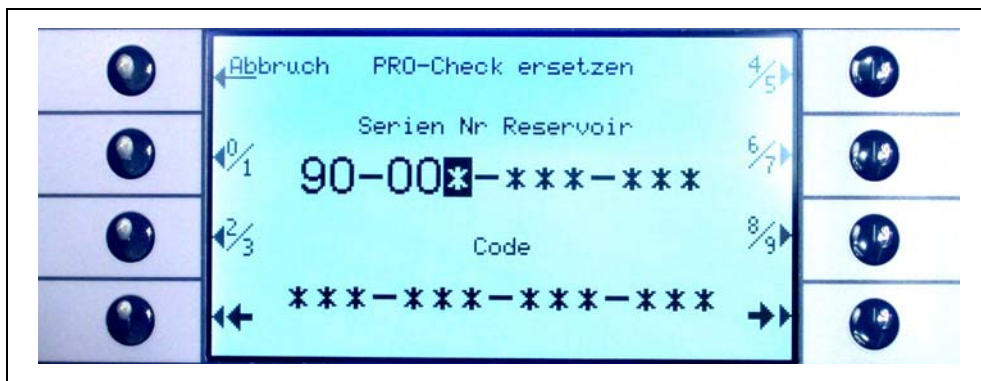 Abbruch PRO-Check ersetzen 4/5
Serien Nr Reservoir
0/1 6/7
90-00*-***-***
2/3 Code 8/9
***-***-***-***